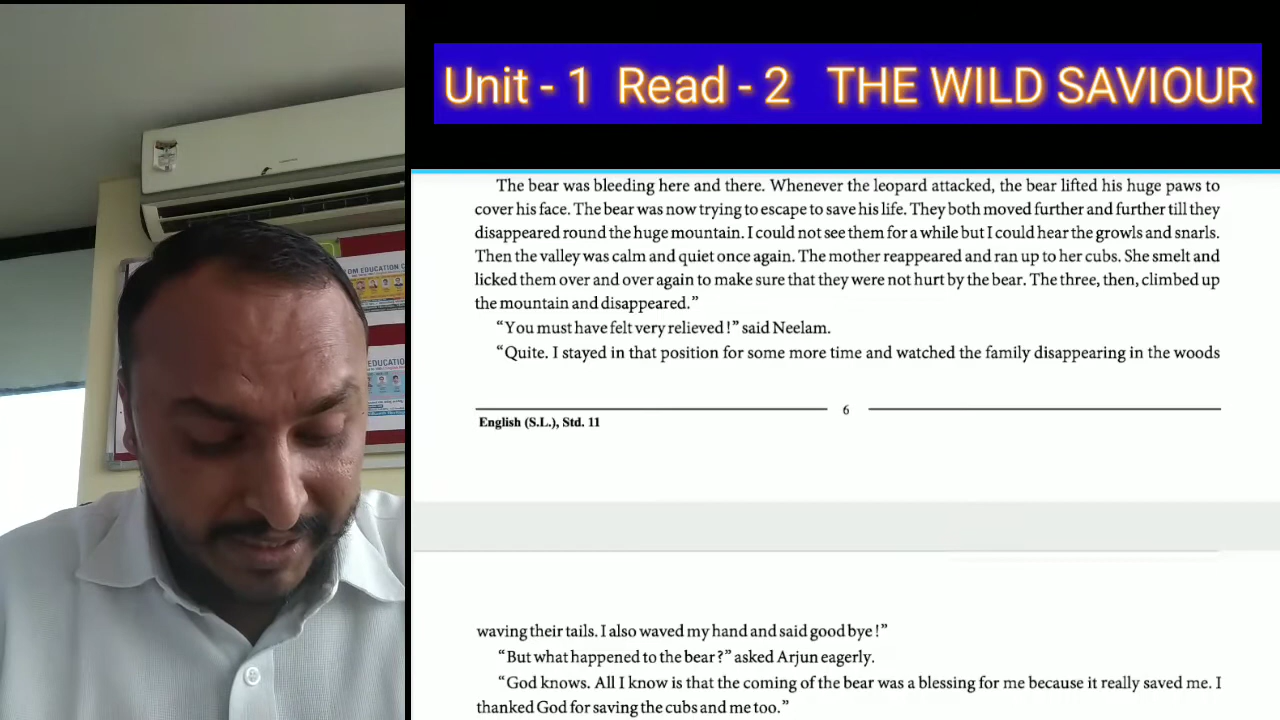 Unit - 1 Read - 2 THE WILD SAVIOUR
The bear was bleeding here and there. Whenever the leopard attacked, the bear lifted his huge paws to
cover his face. The bear was now trying to escape to save his life. They both moved further and further till they
disappeared round the huge mountain. I could not see them for a while but I could hear the growls and snarls.
Then the valley was calm and quiet once again. The mother reappeared and ran up to her cubs. She smelt and
licked them over and over again to make sure that they were not hurt by the bear. The three, then, climbed up
the mountain and disappeared.”
“You must have felt very relieved !” said Neelam.
“Quite. I stayed in that position for some more time and watched the family disappearing in the woods
6
English (S.L.), Std. 11
waving their tails. I also waved my hand and said good bye !”
“But what happened to the bear ?” asked Arjun eagerly.
“God knows. All I know is that the coming of the bear was a blessing for me because it really saved me. I
thanked God for saving the cubs and me too.”